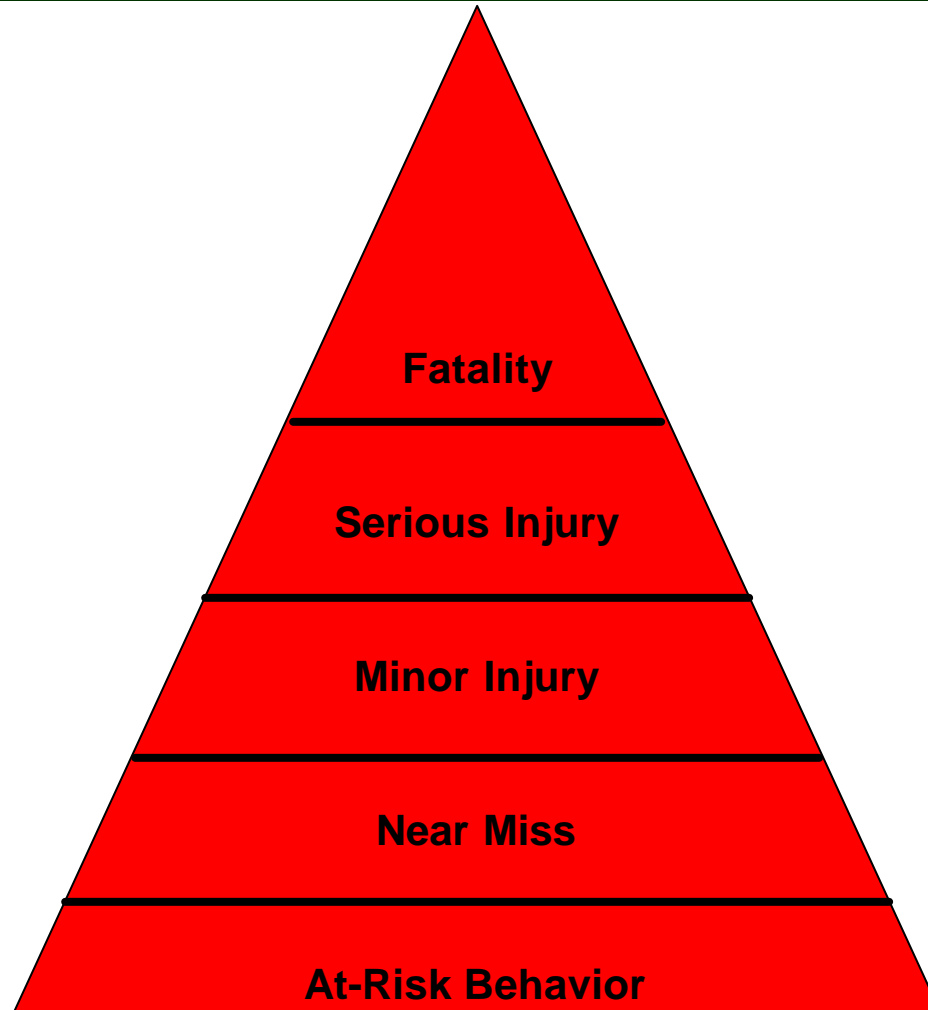 Fatality
Serious Injury
Minor Injury
Near Miss
At-Risk Behavior